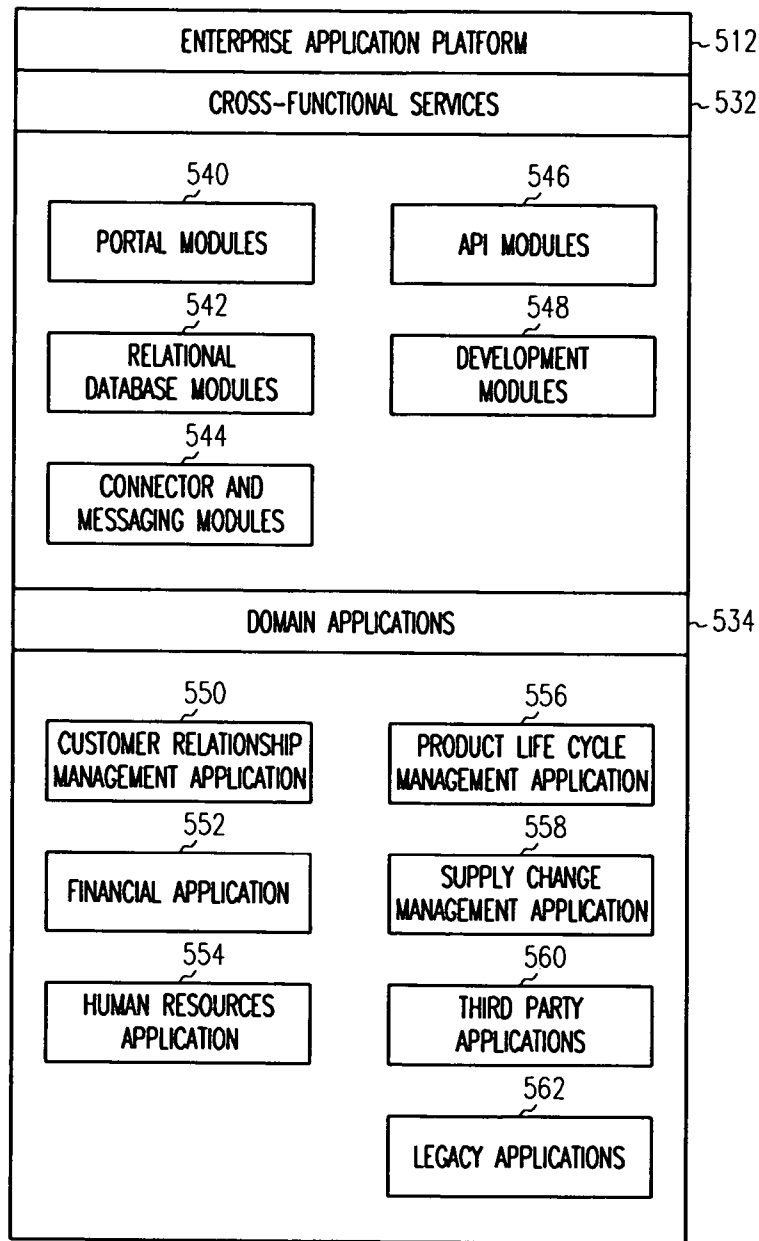 ENTERPRISE APPLICATION PLATFORM
512
CROSS-FUNCTIONAL SERVICES
532
540
PORTAL MODULES
546
API MODULES
542
RELATIONAL
DATABASE MODULES
548
DEVELOPMENT
MODULES
544
CONNECTOR AND
MESSAGING MODULES
DOMAIN APPLICATIONS
534
550
CUSTOMER RELATIONSHIP
MANAGEMENT APPLICATION
556
PRODUCT LIFE CYCLE
MANAGEMENT APPLICATION
552
FINANCIAL APPLICATION
558
SUPPLY CHANGE
MANAGEMENT APPLICATION
554
HUMAN RESOURCES
APPLICATION
560
THIRD PARTY
APPLICATIONS
562
LEGACY APPLICATIONS